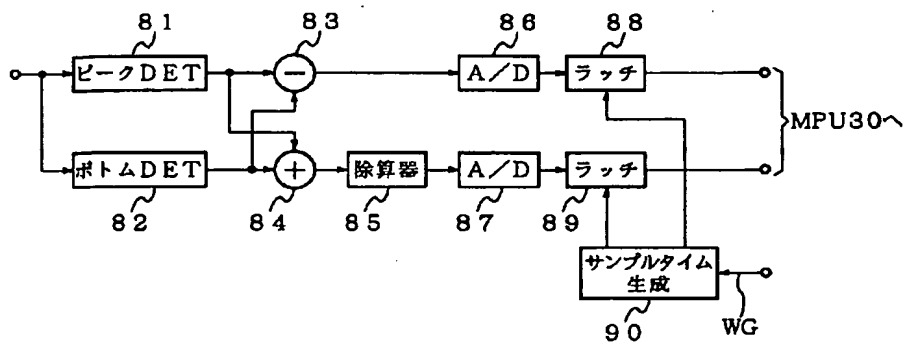 81 83 86 88
ピークDET − A/D ラッチ
MPU30へ
ボトムDET + 除算器 A/D ラッチ
82 84 85 87 89
サンプルタイム
生成
90 WG